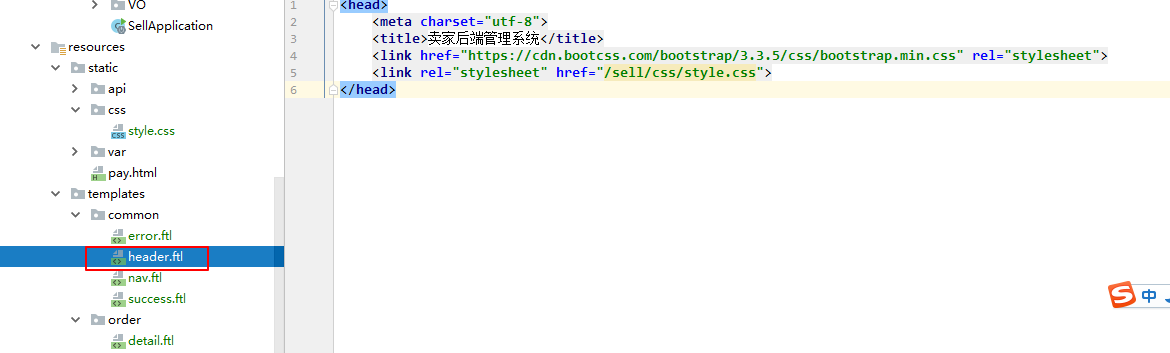 VO
SellApplication
resources
static
api
css
style.css
var
pay.html
templates
common
error.ftl
header.ftl
nav.ftl
success.ftl
order
detail.ftl
1 <head>
2 <meta charset="utf-8">
3 <title>卖家后端管理系统</title>
4 <link href="https://cdn.bootcss.com/bootstrap/3.3.5/css/bootstrap.min.css" rel="stylesheet">
5 <link rel="stylesheet" href="/sell/css/style.css">
6 </head>
S 中